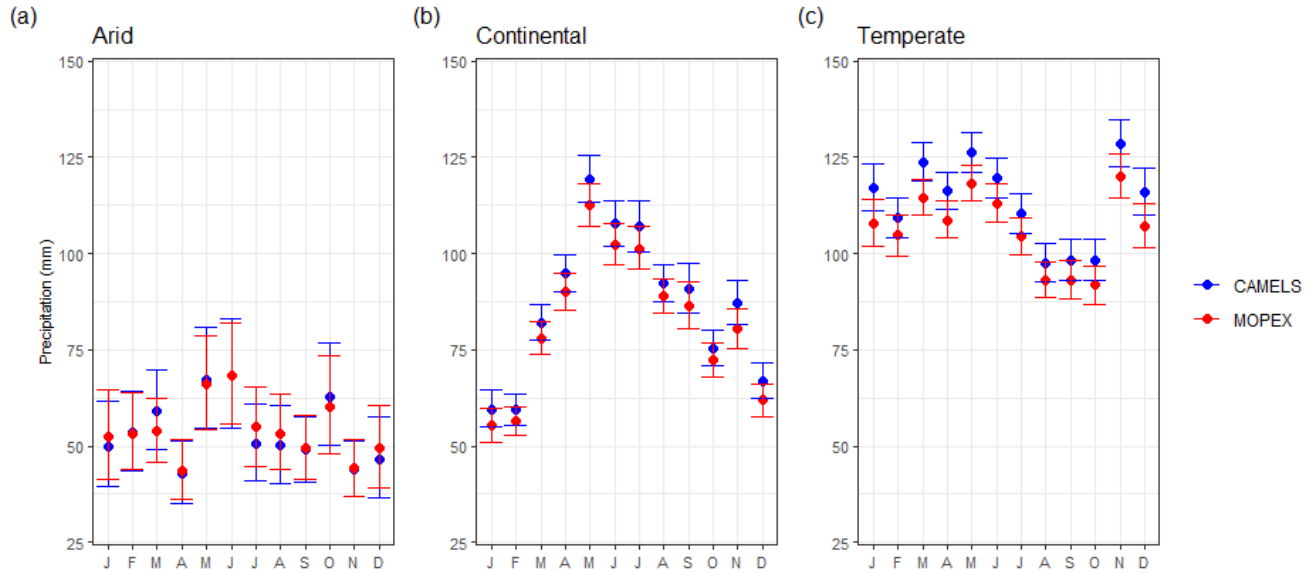 (a)
Arid
(b)
Continental
(c)
Temperate
Precipitation (mm)
150
125
100
75
50
25
J F M A M J J A S O N D
150
125
100
75
50
25
J F M A M J J A S O N D
150
125
100
75
50
25
J F M A M J J A S O N D
CAMELS
MOPEX